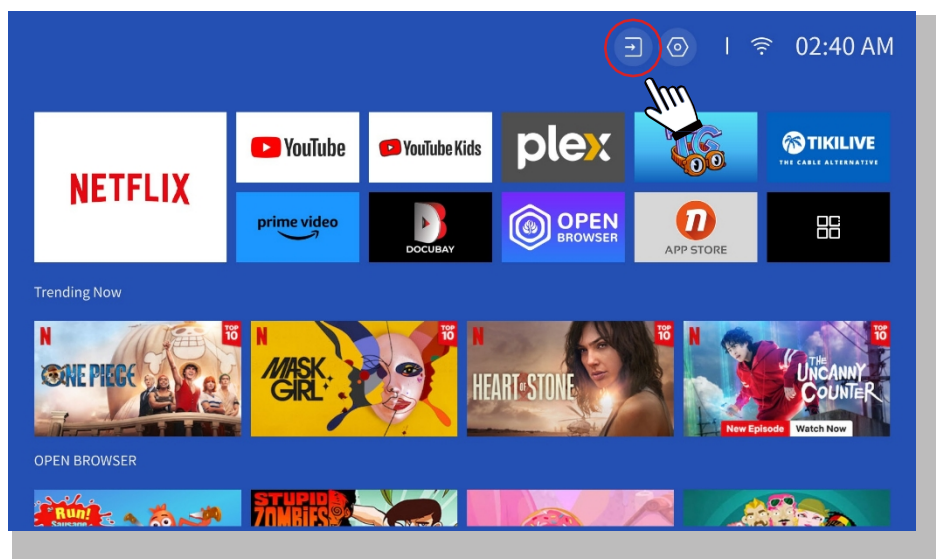 02:40 AM
NETFLIX
YouTube
YouTube Kids
plex
TG
TIKILIVE
THE CABLE ALTERNATIVE
prime video
DOCUBAY
OPEN
BROWSER
n
APP STORE
Trending Now
N
TOP
10
ONE PIECE
N
TOP
10
MASK
GIRL
N
TOP
10
HEART OF STONE
N
TOP
10
THE
UNCANNY
COUNTER
New Episode
Watch Now
OPEN BROWSER
Run!
Sausage
STUPID
ZOMBIES